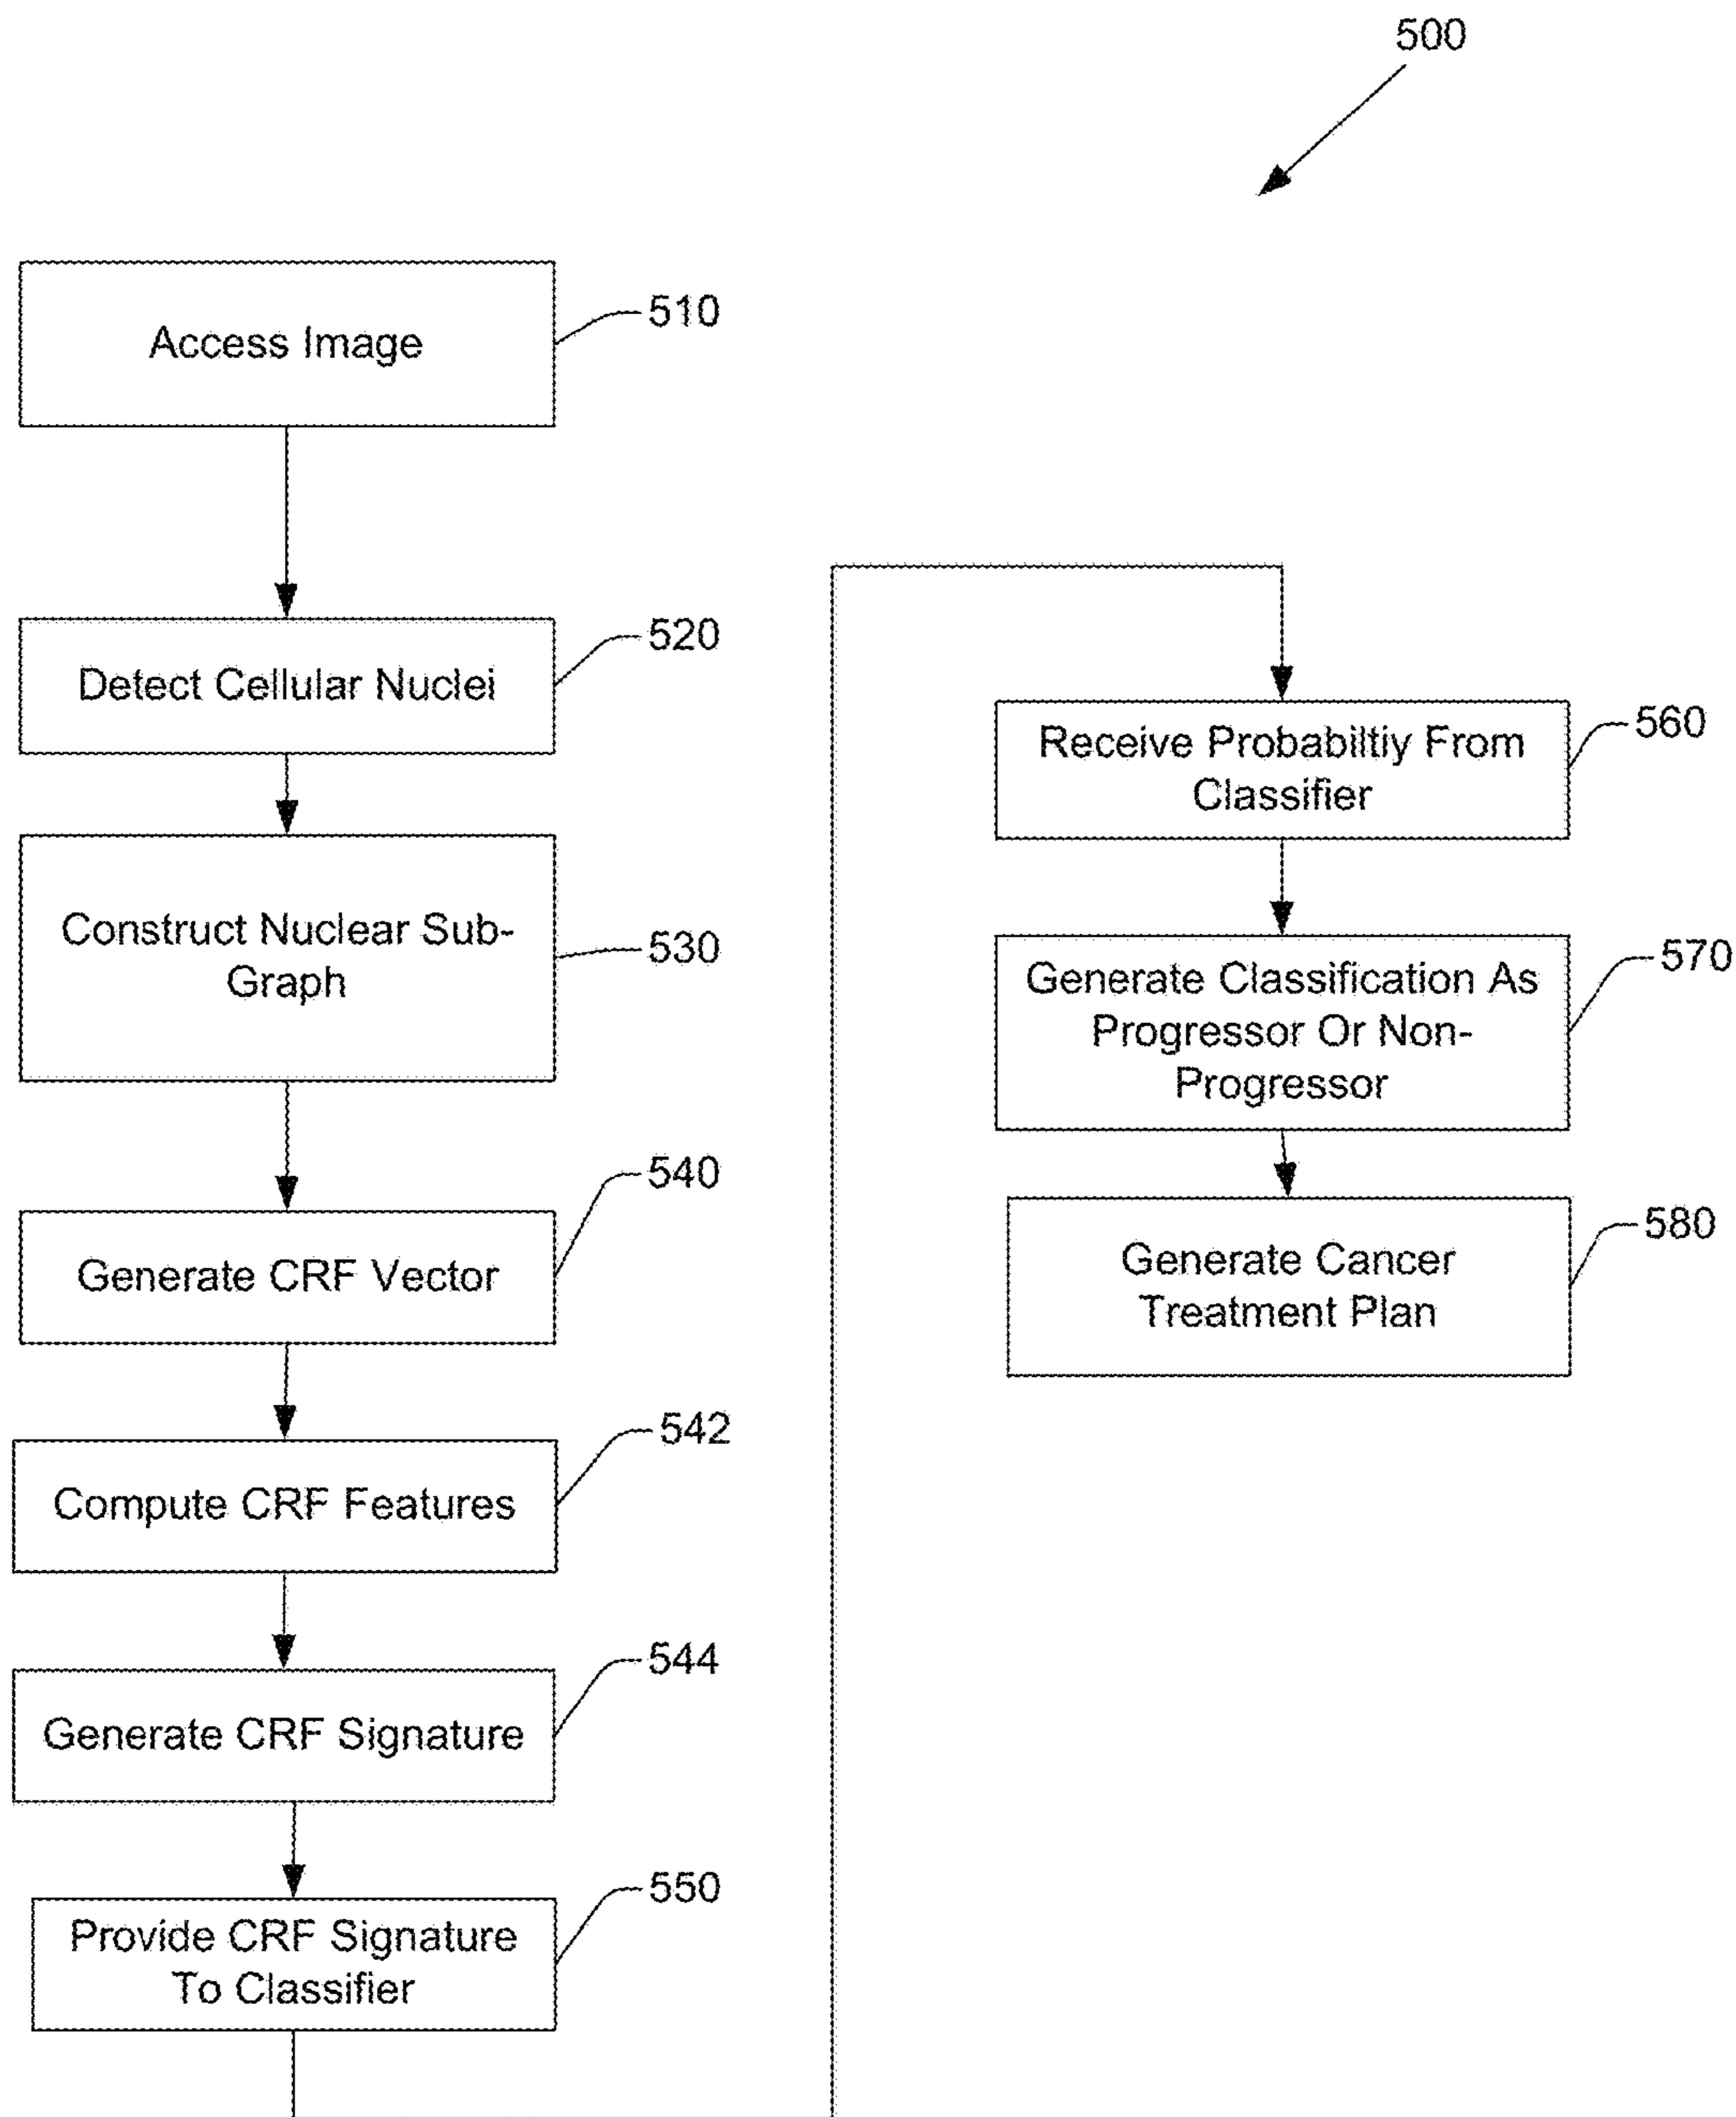 500
Access Image
510
Detect Cellular Nuclei
520
Construct Nuclear Sub-
Graph
530
Generate CRF Vector
540
Compute CRF Features
542
Generate CRF Signature
544
Provide CRF Signature
To Classifier
550
Receive Probabiltiy From
Classifier
560
Generate Classification As
Progressor Or Non-
Progressor
570
Generate Cancer
Treatment Plan
580